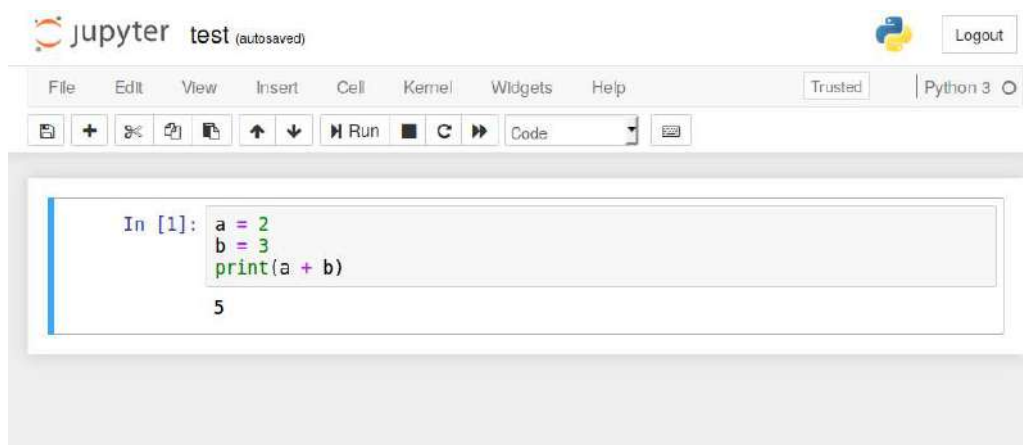 jupyter test (autosaved) Logout
File Edit View Insert Cell Kernel Widgets Help Trusted Python 3
Run Code
In [1]: a = 2
b = 3
print(a + b)
5